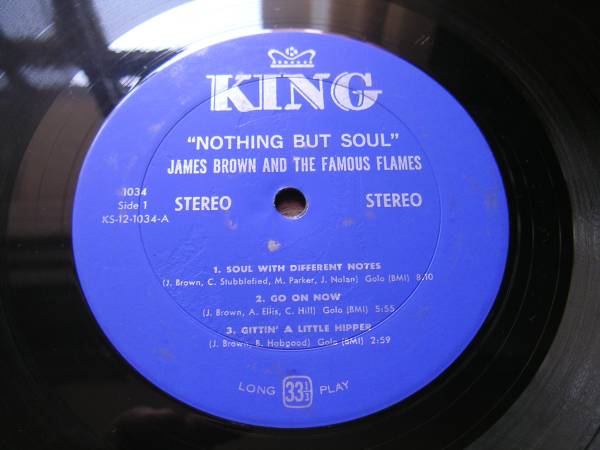 KING
"NOTHING BUT SOUL"
JAMES BROWN AND THE FAMOUS FLAMES
1034
Side 1
KS-12-1034-A
STEREO
STEREO
1. SOUL WITH DIFFERENT NOTES
(J. Brown, C. Stubblefied, M. Parker, J. Nolan) Golo (BMI) 8:10
2. GO ON NOW
(J. Brown, A. Ellis, C. Hill) Golo (BMI) 5:55
3. GITTIN' A LITTLE HIPPER
(J. Brown, B. Hobgood) Golo (BMI) 2:59
LONG 33 1/3 PLAY